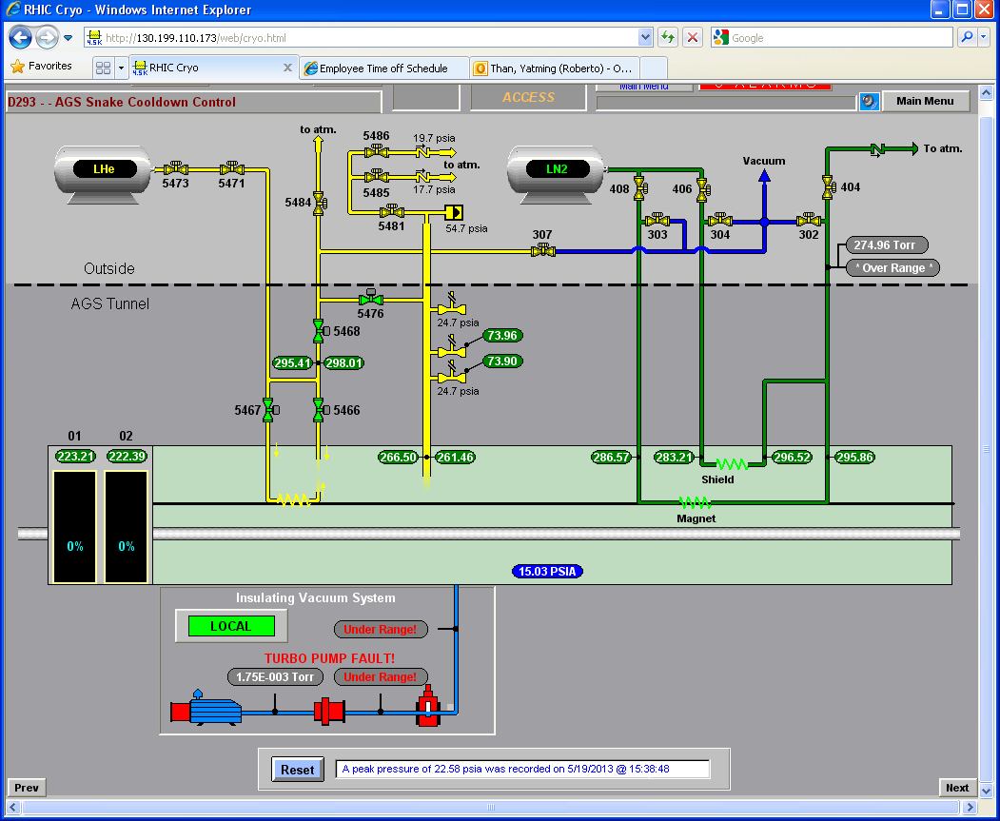 RHIC Cryo - Windows Internet Explorer
4.5K http://130.199.110.173/web/cryo.html
Google
Favorites
4.5K RHIC Cryo
Employee Time off Schedule
Than, Yatming (Roberto) - O...
D293 - - AGS Snake Cooldown Control
ACCESS
Main Menu
Main Menu
to atm.
5486
19.7 psia
to atm.
5485
17.7 psia
5481
54.7 psia
LHe
5473
5471
5484
LN2
408
406
Vacuum
To atm.
404
303
304
302
307
274.96 Torr
* Over Range *
Outside
AGS Tunnel
5476
24.7 psia
5468
73.96
73.90
24.7 psia
295.41
298.01
5467
5466
01
02
223.21
222.39
266.50
261.46
286.57
283.21
296.52
295.86
Shield
Magnet
0%
0%
15.03 PSIA
Insulating Vacuum System
LOCAL
Under Range!
TURBO PUMP FAULT!
1.75E-003 Torr
Under Range!
Reset
A peak pressure of 22.58 psia was recorded on 5/19/2013 @ 15:38:48
Prev
Next